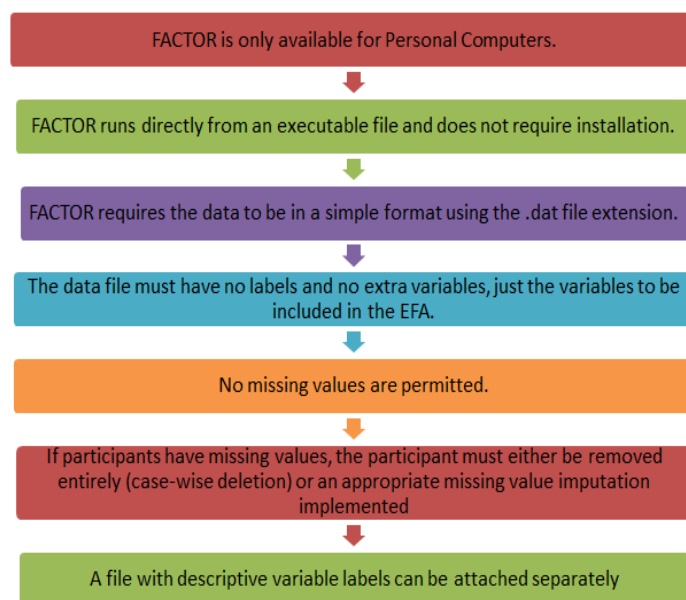 FACTOR is only available for Personal Computers.
FACTOR runs directly from an executable file and does not require installation.
FACTOR requires the data to be in a simple format using the .dat file extension.
The data file must have no labels and no extra variables, just the variables to be
included in the EFA.
No missing values are permitted.
If participants have missing values, the participant must either be removed
entirely (case-wise deletion) or an appropriate missing value imputation
implemented
A file with descriptive variable labels can be attached separately